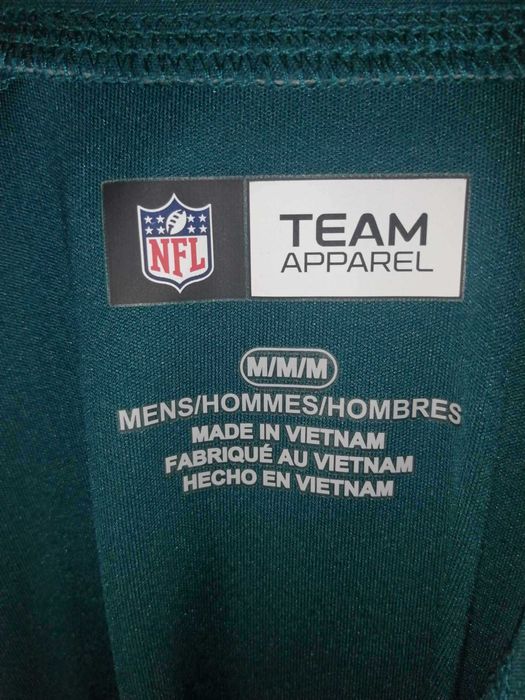 NFL
TEAM
APPAREL
M/M/M
MENS/HOMMES/HOMBRES
MADE IN VIETNAM
FABRIQUÉ AU VIETNAM
HECHO EN VIETNAM